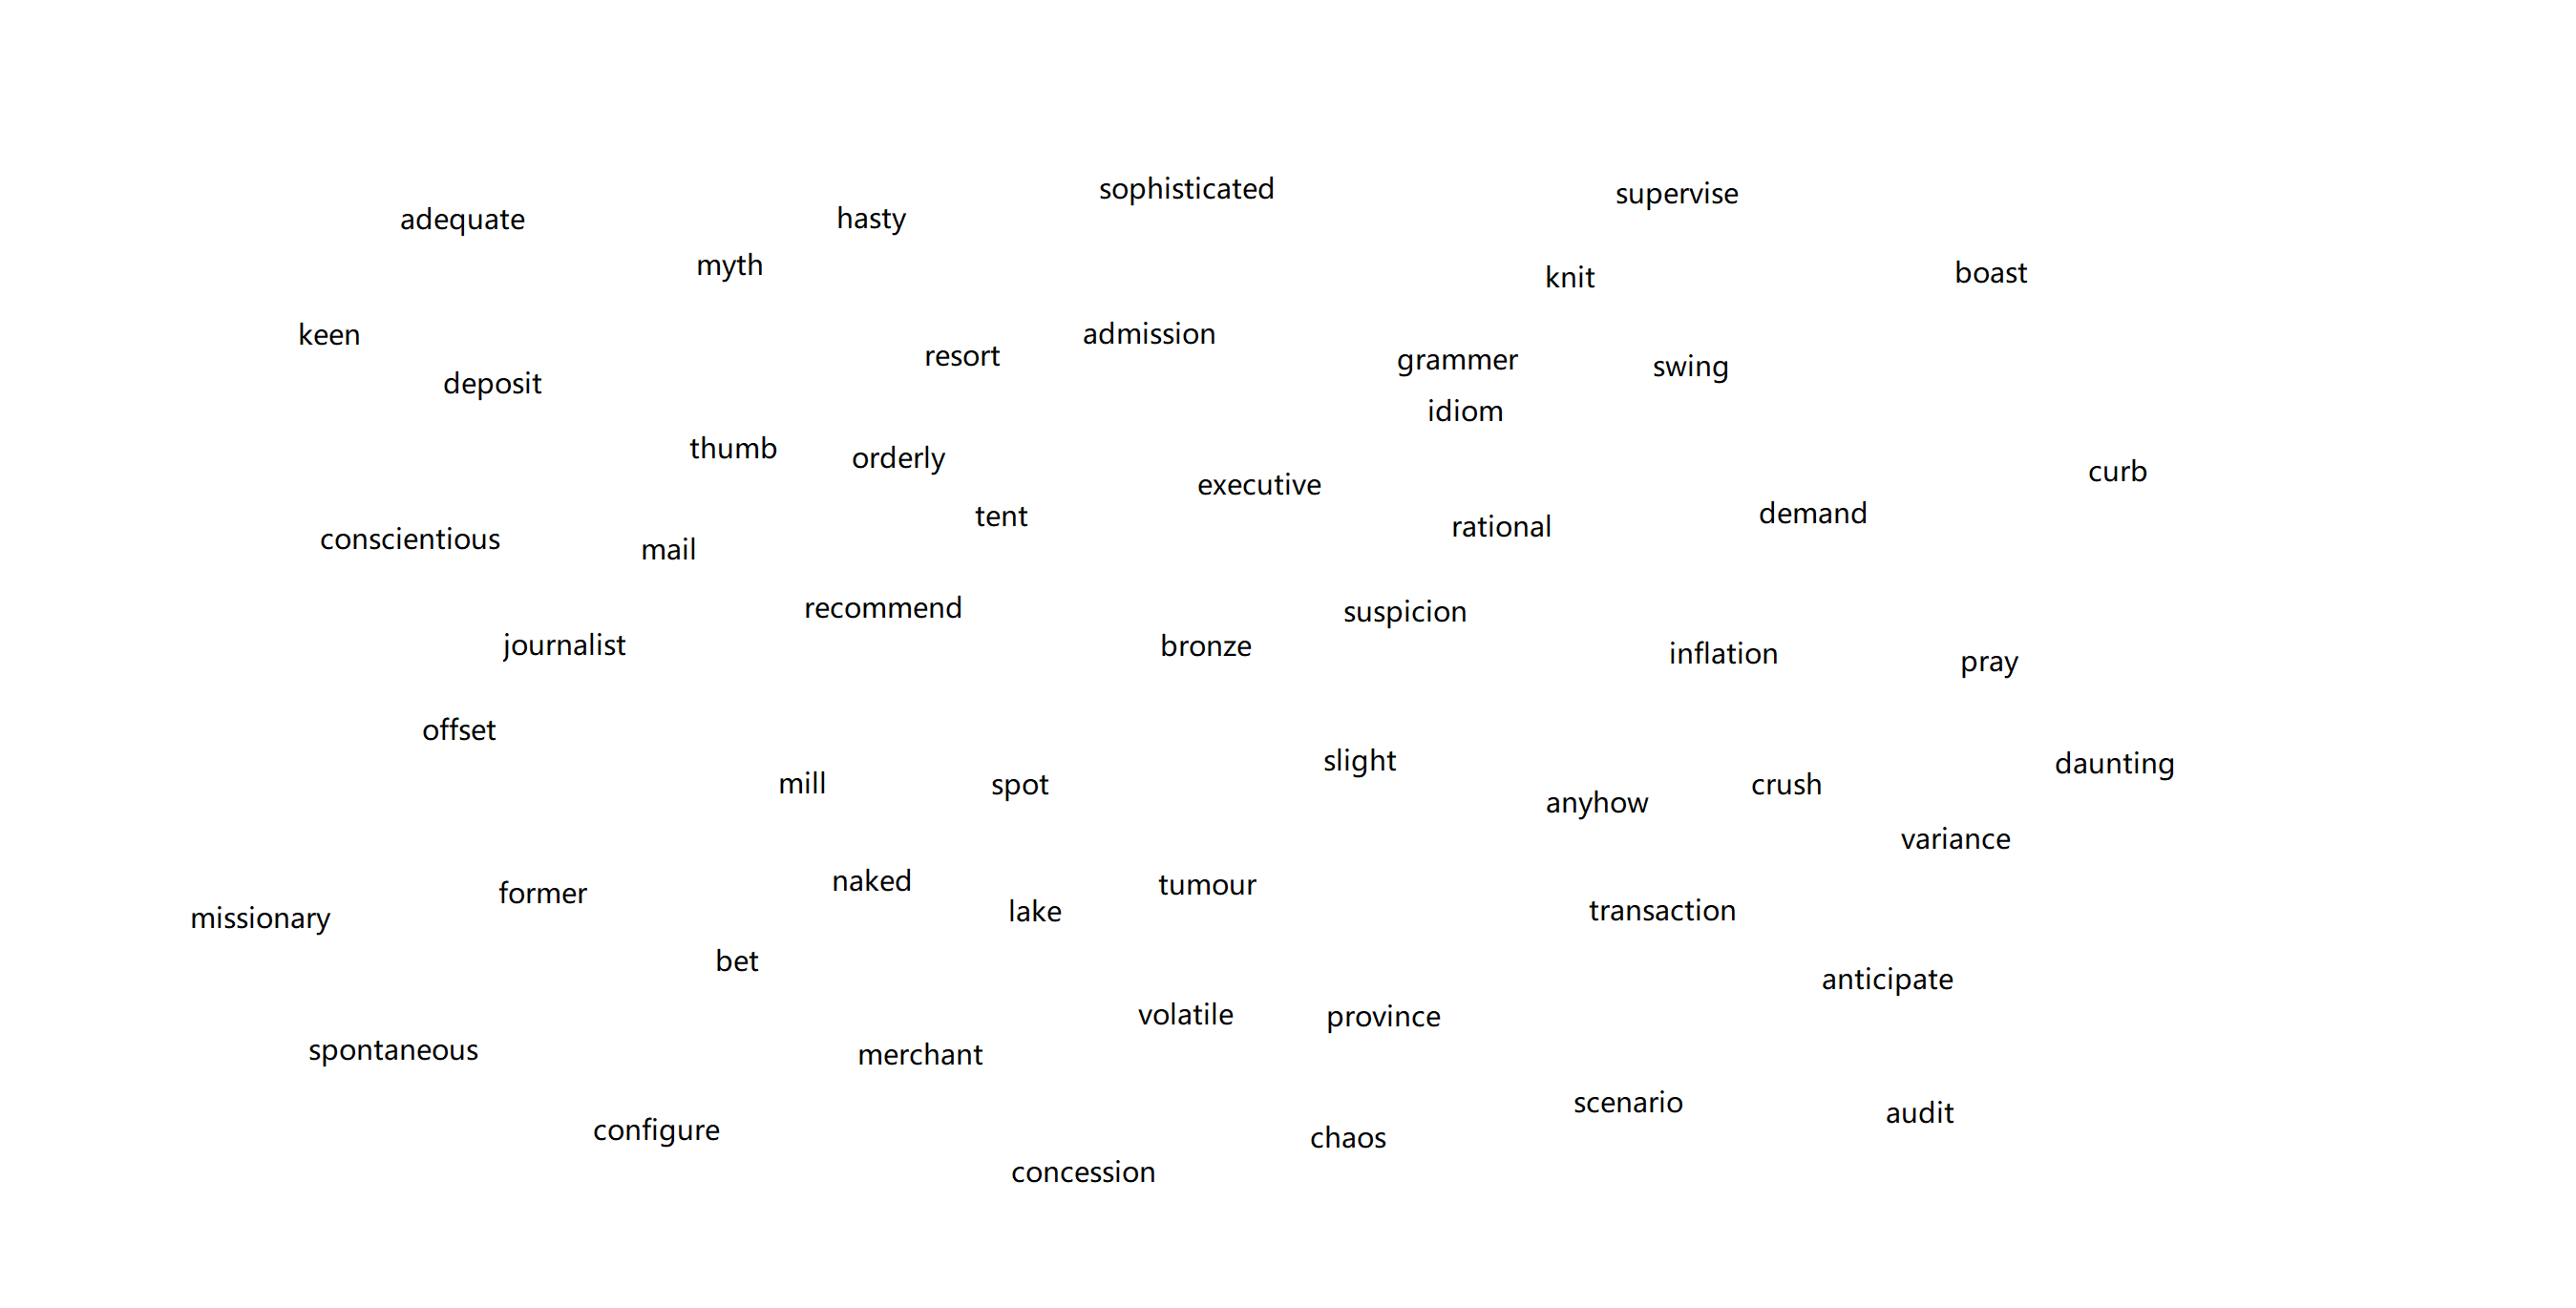 sophisticated
supervise
adequate
hasty
myth
knit
boast
keen
admission
resort
grammer
swing
deposit
idiom
thumb
orderly
curb
executive
tent
rational
demand
conscientious
mail
recommend
suspicion
journalist
bronze
inflation
pray
offset
slight
daunting
mill
spot
anyhow
crush
variance
naked
tumour
former
lake
transaction
missionary
bet
anticipate
volatile
province
spontaneous
merchant
scenario
audit
configure
chaos
concession